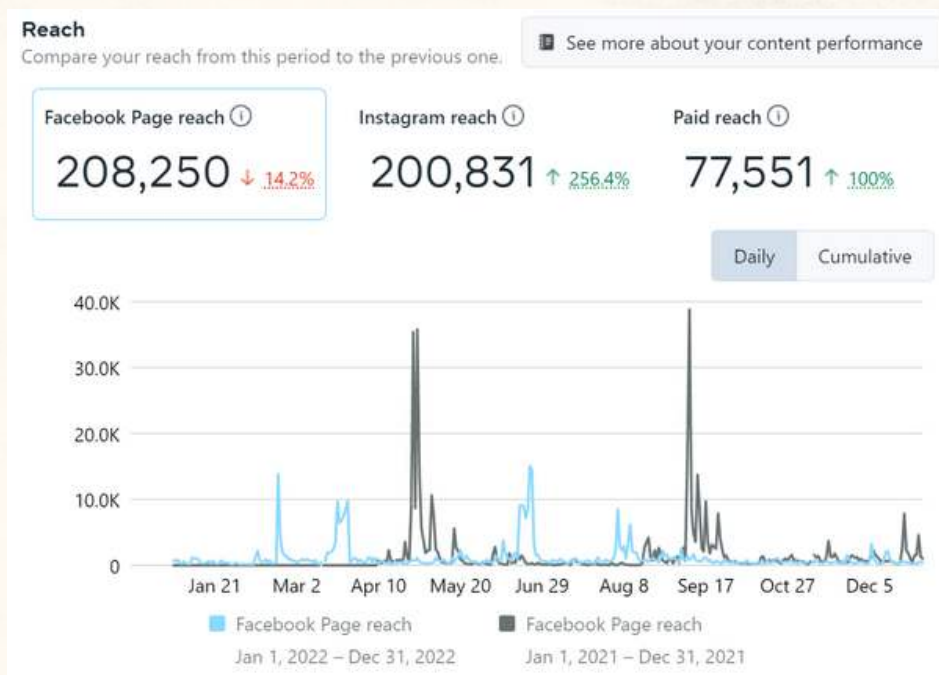 Reach
Compare your reach from this period to the previous one.
See more about your content performance
Facebook Page reach
208,250 ↓ 14.2%
Instagram reach
200,831 ↑ 256.4%
Paid reach
77,551 ↑ 100%
Daily
Cumulative
40.0K
30.0K
20.0K
10.0K
0
Jan 21 Mar 2 Apr 10 May 20 Jun 29 Aug 8 Sep 17 Oct 27 Dec 5
Facebook Page reach
Jan 1, 2022 – Dec 31, 2022
Facebook Page reach
Jan 1, 2021 – Dec 31, 2021